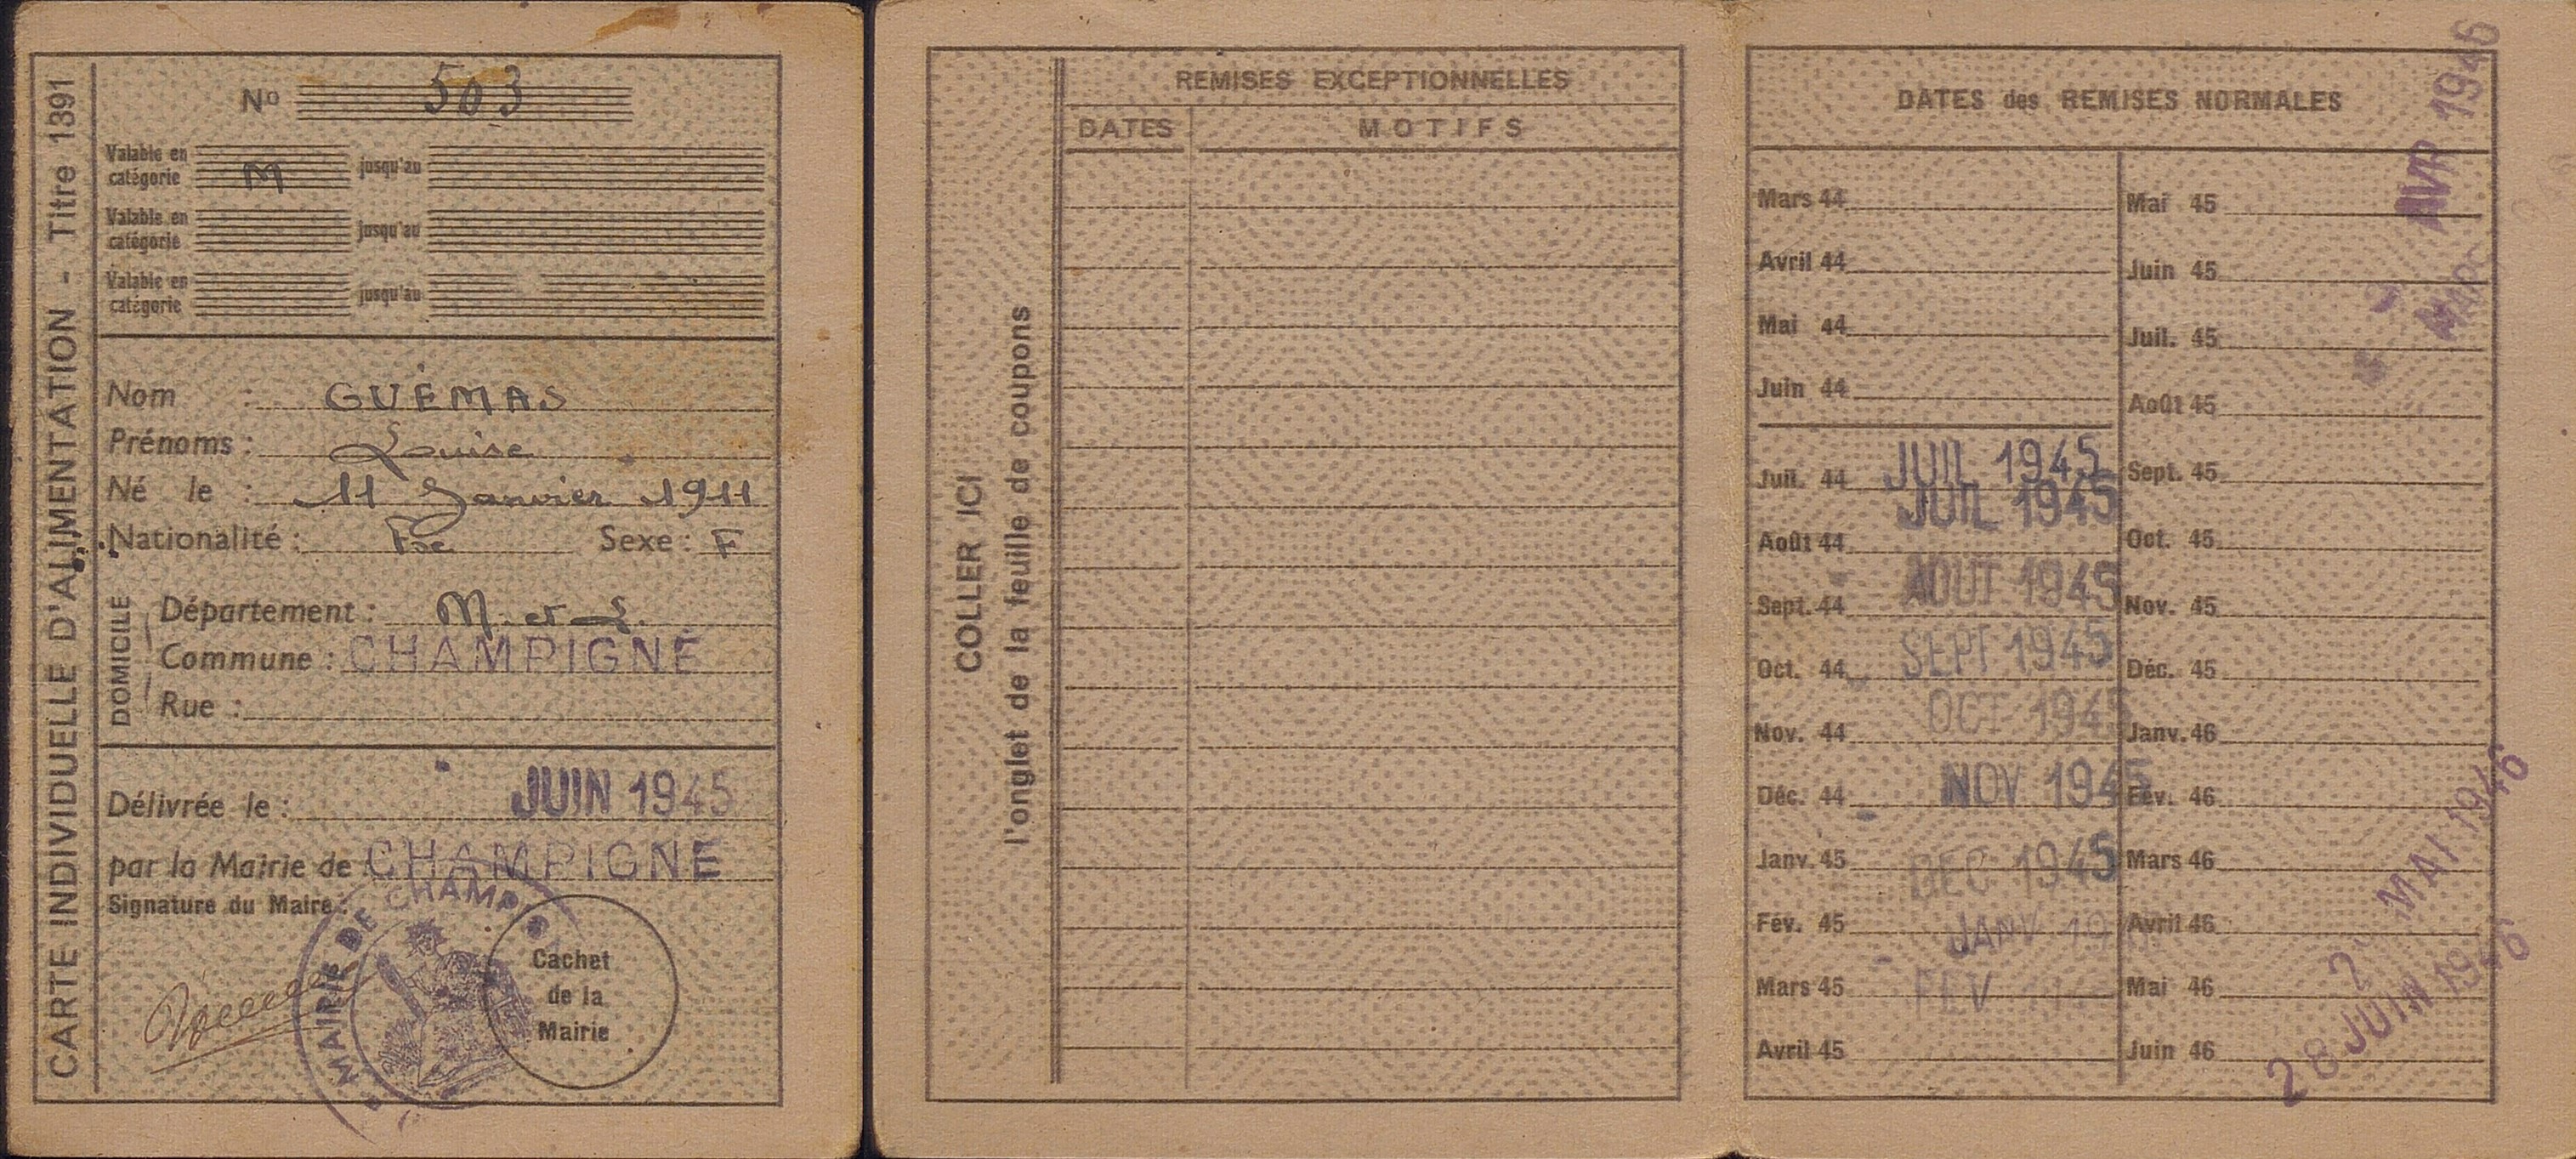 CARTE INDIVIDUELLE D'ALIMENTATION - Titre 1391
No 503
Valable en catégorie M jusqu'au
Valable en catégorie jusqu'au
Valable en catégorie jusqu'au
Nom : GUÉMAS
Prénoms : Louise
Né le : 11 Janvier 1911
Nationalité : Fse Sexe : F
DOMICILE
Département : M. et L.
Commune : CHAMPIGNÉ
Rue :
Délivrée le : JUIN 1945
par la Mairie de : CHAMPIGNÉ
Signature du Maire :
MAIRIE DE CHAMPIG
Cachet
de la
Mairie
COLLER ICI
l'onglet de la feuille de coupons
REMISES EXCEPTIONNELLES
DATES MOTIFS
DATES des REMISES NORMALES
Mars 44
Avril 44
Mai 44
Juin 44
Juil. 44 JUIL 1945
JUIL 1945
Août 44
AOUT 1945
Sept. 44
SEPT 1945
Oct. 44
OCT 1945
Nov. 44
Déc. 44 NOV 1945
Janv. 45 DEC 1945
Fév. 45 JANV 19
Mars 45 FEV
Avril 45
Mai 45
Juin 45
Juil. 45
Août 45
Sept. 45
Oct. 45
Nov. 45
Déc. 45
Janv. 46
Fév. 46
Mars 46
Avril 46
Mai 46
Juin 46
AVR 1946
MARS
2 MAI 1946
28 JUIN 1946